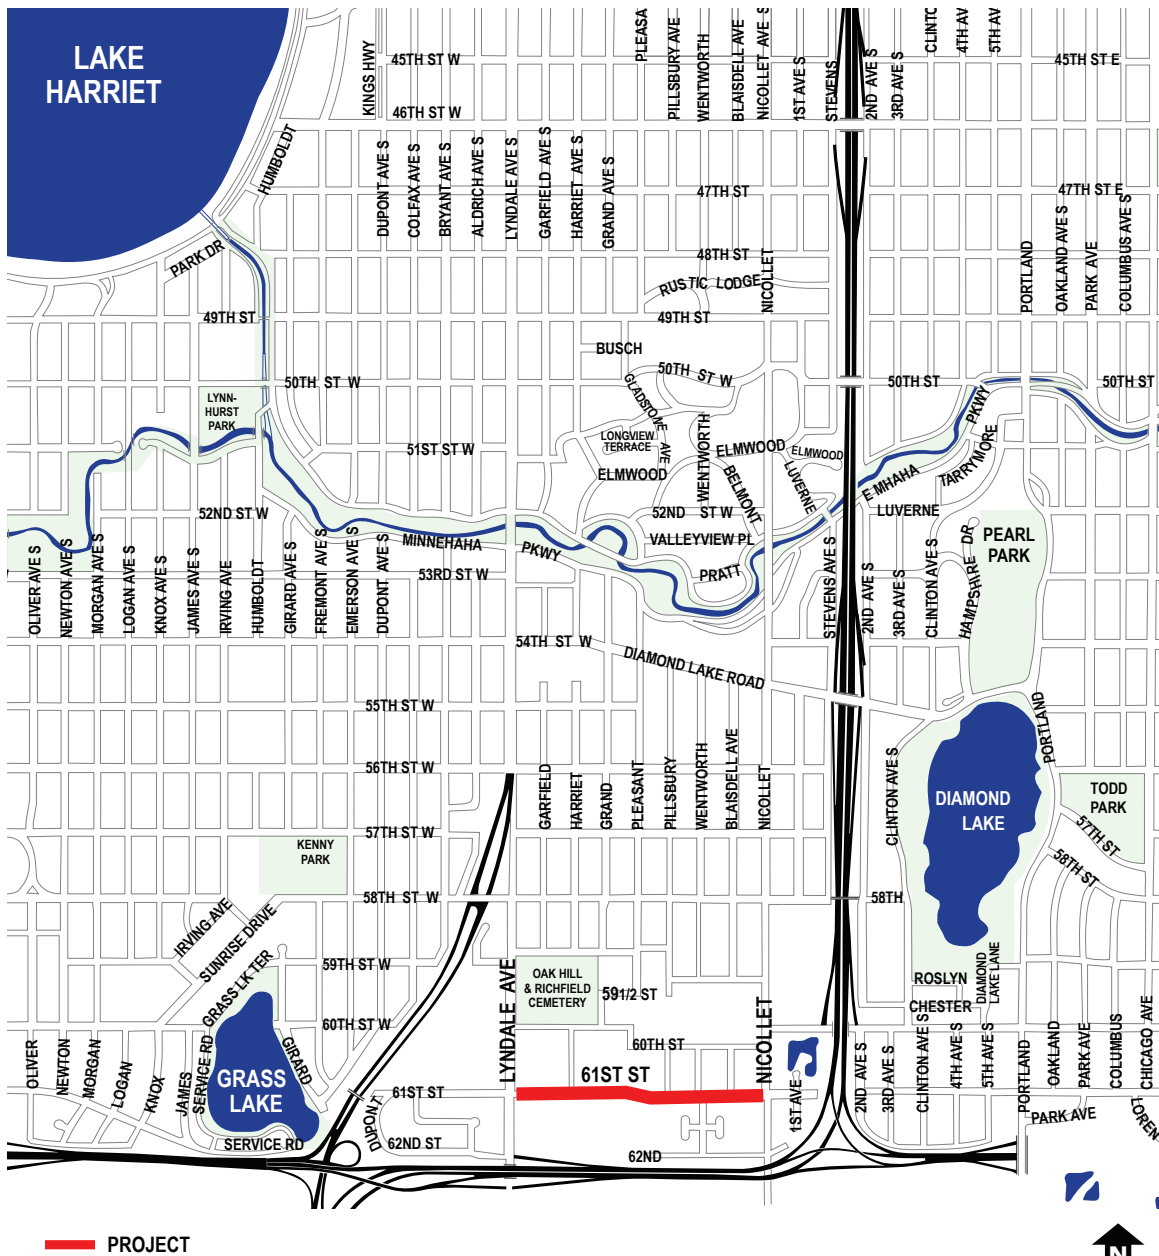 LAKE
HARRIET
KINGS HWY
45TH ST W
PLEASA
PILLSBURY AVE
WENTWORTH
BLAISDELL AVE
NICOLLET AVE S
1ST AVE S
STEVENS
2ND AVE S
3RD AVE S
CLINTO
4TH AV
5TH AV
45TH ST E
46TH ST W
HUMBOLDT
DUPONT AVE S
COLFAX AVE S
BRYANT AVE S
ALDRICH AVE S
LYNDALE AVE S
GARFIELD AVE S
HARRIET AVE S
GRAND AVE S
47TH ST
47TH ST E
PARK DR
48TH ST
RUSTIC LODGE
NICOLLET
PORTLAND
OAKLAND AVE S
PARK AVE
COLUMBUS AVE S
49TH ST
49TH ST
BUSCH
50TH ST W
50TH ST W
50TH ST
50TH ST
LYNN-
HURST
PARK
GLADSTONE AVE
LONGVIEW
TERRACE
WENTWORTH
PKWY
TARRYMORE
51ST ST W
ELMWOOD
ELMWOOD
ELMWOOD
BELMONT
LUVERNE
E MHAHA
52ND ST W
52ND ST W
LUVERNE
MINNEHAHA
PKWY
VALLEYVIEW PL
PEARL
PARK
HAMPSHIRE DR
53RD ST W
PRATT
OLIVER AVE S
NEWTON AVE S
MORGAN AVE S
LOGAN AVE S
KNOX AVE S
JAMES AVE S
IRVING AVE
HUMBOLDT
GIRARD AVE S
FREMONT AVE S
EMERSON AVE S
DUPONT AVE S
STEVENS AVE S
2ND AVE S
3RD AVE S
CLINTON AVE S
54TH ST W
DIAMOND LAKE ROAD
55TH ST W
PORTLAND
56TH ST W
GARFIELD
HARRIET
GRAND
PLEASANT
PILLSBURY
WENTWORTH
BLAISDELL AVE
NICOLLET
CLINTON AVE S
DIAMOND
LAKE
TODD
PARK
57TH ST W
57TH ST
KENNY
PARK
58TH ST
58TH ST W
58TH
IRVING AVE
SUNRISE DRIVE
GRASS LK TER
59TH ST W
LYNDALE AVE
OAK HILL
& RICHFIELD
CEMETERY
59 1/2 ST
ROSLYN
DIAMOND
LAKE LANE
CHESTER
NICOLLET
60TH ST W
60TH ST
OLIVER
NEWTON
MORGAN
LOGAN
KNOX
JAMES
SERVICE RD
GIRARD
GRASS
LAKE
61ST ST
61ST ST
1ST AVE
2ND AVE S
3RD AVE S
CLINTON AVE S
4TH AVE S
5TH AVE S
PORTLAND
OAKLAND
PARK AVE
COLUMBUS
CHICAGO AVE
PARK AVE
LOREN
DUPONT
SERVICE RD
62ND ST
62ND
PROJECT
N